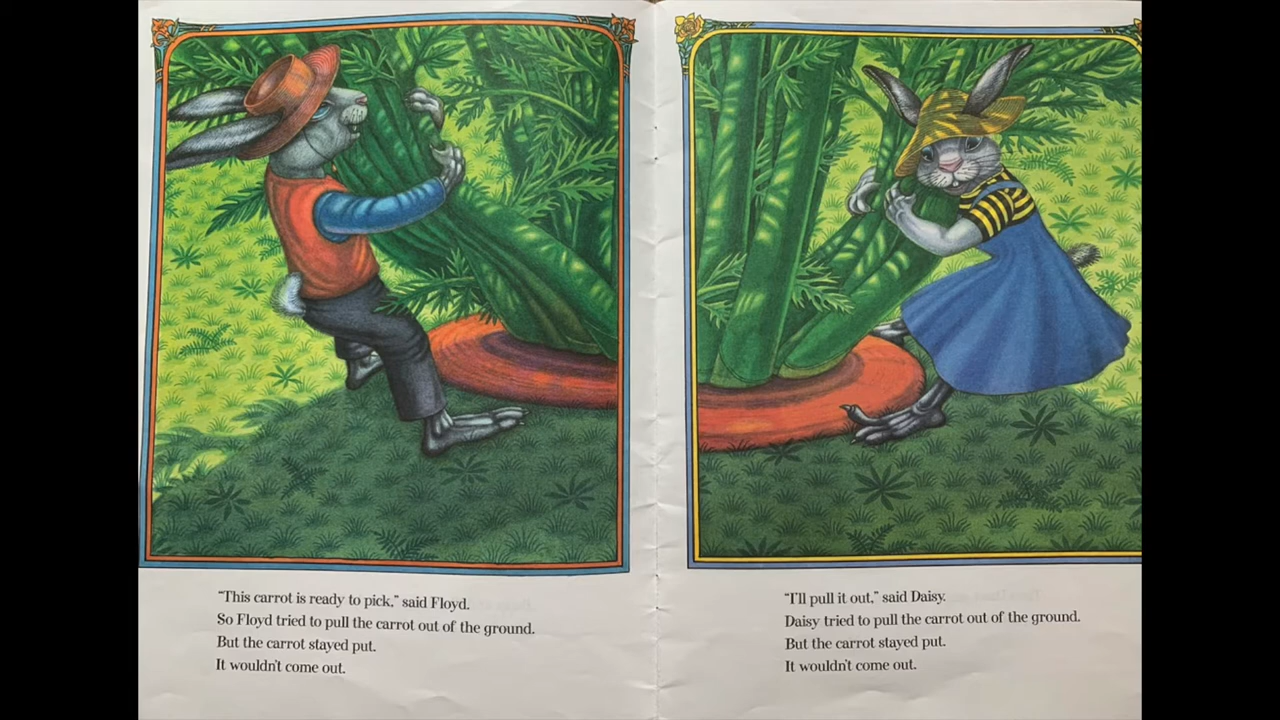 “This carrot is ready to pick,” said Floyd.
So Floyd tried to pull the carrot out of the ground.
But the carrot stayed put.
It wouldn’t come out.
“I’ll pull it out,” said Daisy.
Daisy tried to pull the carrot out of the ground.
But the carrot stayed put.
It wouldn’t come out.